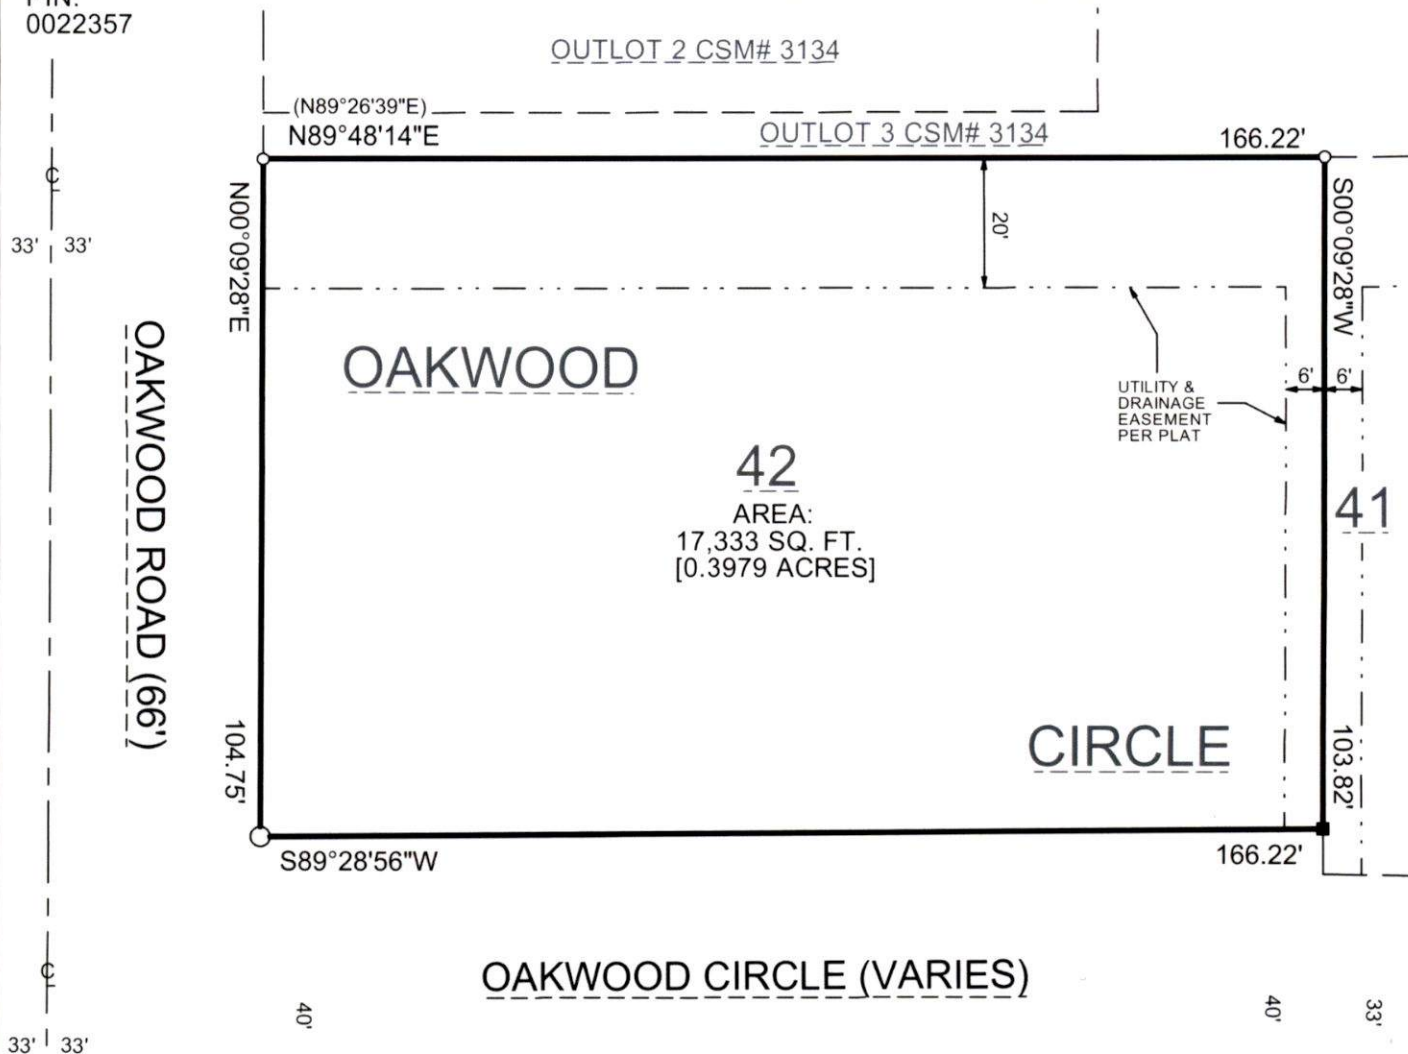 PIN:
0022357
OUTLOT 2 CSM# 3134
(N89°26'39"E)
N89°48'14"E
OUTLOT 3 CSM# 3134
166.22'
℄
33' 33'
N00°09'28"E
20'
S00°09'28"W
OAKWOOD
6' 6'
UTILITY &
DRAINAGE
EASEMENT
PER PLAT
OAKWOOD ROAD (66')
42
AREA:
17,333 SQ. FT.
[0.3979 ACRES]
41
104.75'
CIRCLE
103.82'
S89°28'56"W
166.22'
℄
OAKWOOD CIRCLE (VARIES)
40'
40'
33'
33' 33'